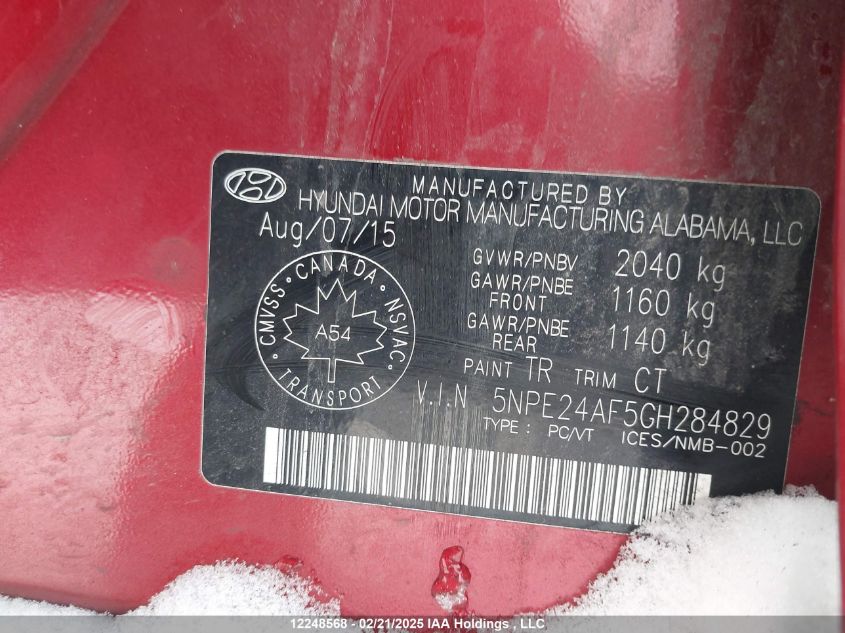 MANUFACTURED BY
HYUNDAI MOTOR MANUFACTURING ALABAMA, LLC
Aug/07/15
GVWR/PNBV 2040 kg
GAWR/PNBE FRONT 1160 kg
GAWR/PNBE REAR 1140 kg
CMVSS · CANADA · NSVAC · TRANSPORT
A54
PAINT TR TRIM CT
V.I.N 5NPE24AF5GH284829
TYPE : PC/VT ICES/NMB-002
12248568 - 02/21/2025 IAA Holdings , LLC